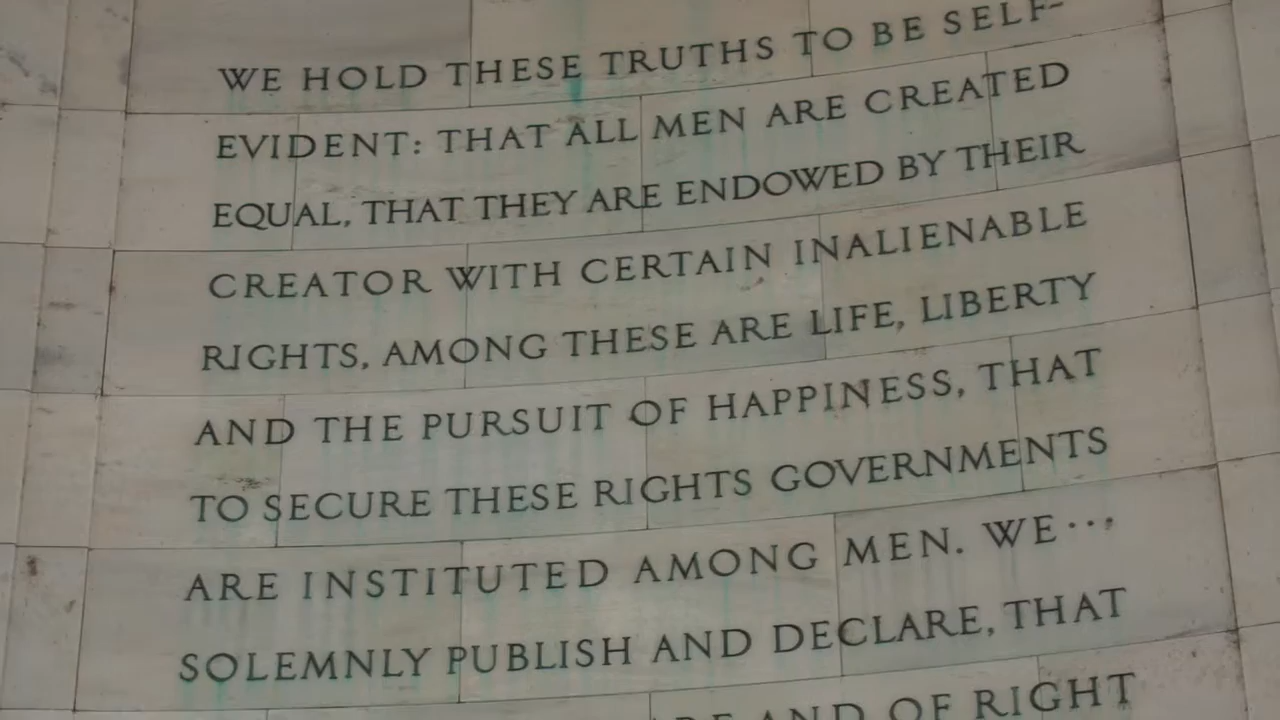 WE HOLD THESE TRUTHS TO BE SELF-
EVIDENT: THAT ALL MEN ARE CREATED
EQUAL, THAT THEY ARE ENDOWED BY THEIR
CREATOR WITH CERTAIN INALIENABLE
RIGHTS, AMONG THESE ARE LIFE, LIBERTY
AND THE PURSUIT OF HAPPINESS, THAT
TO SECURE THESE RIGHTS GOVERNMENTS
ARE INSTITUTED AMONG MEN. WE···
SOLEMNLY PUBLISH AND DECLARE, THAT
AND OF RIGHT